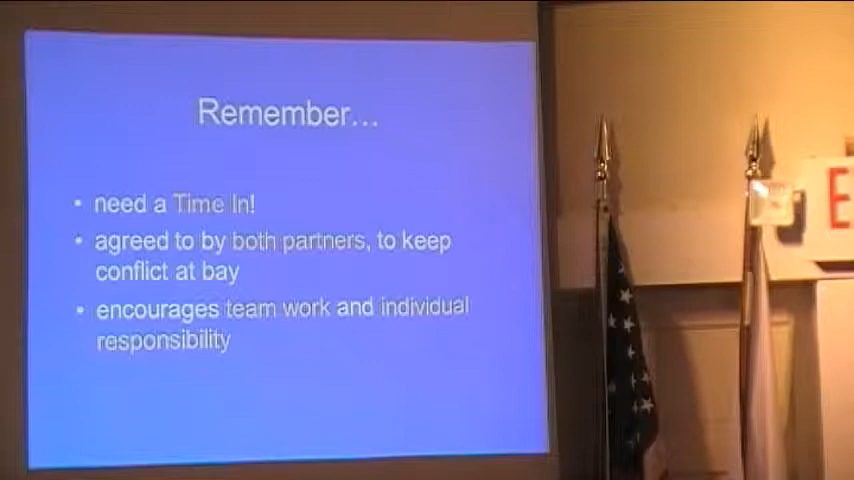 Remember...
• need a Time In!
• agreed to by both partners, to keep
conflict at bay
• encourages team work and individual
responsibility
E